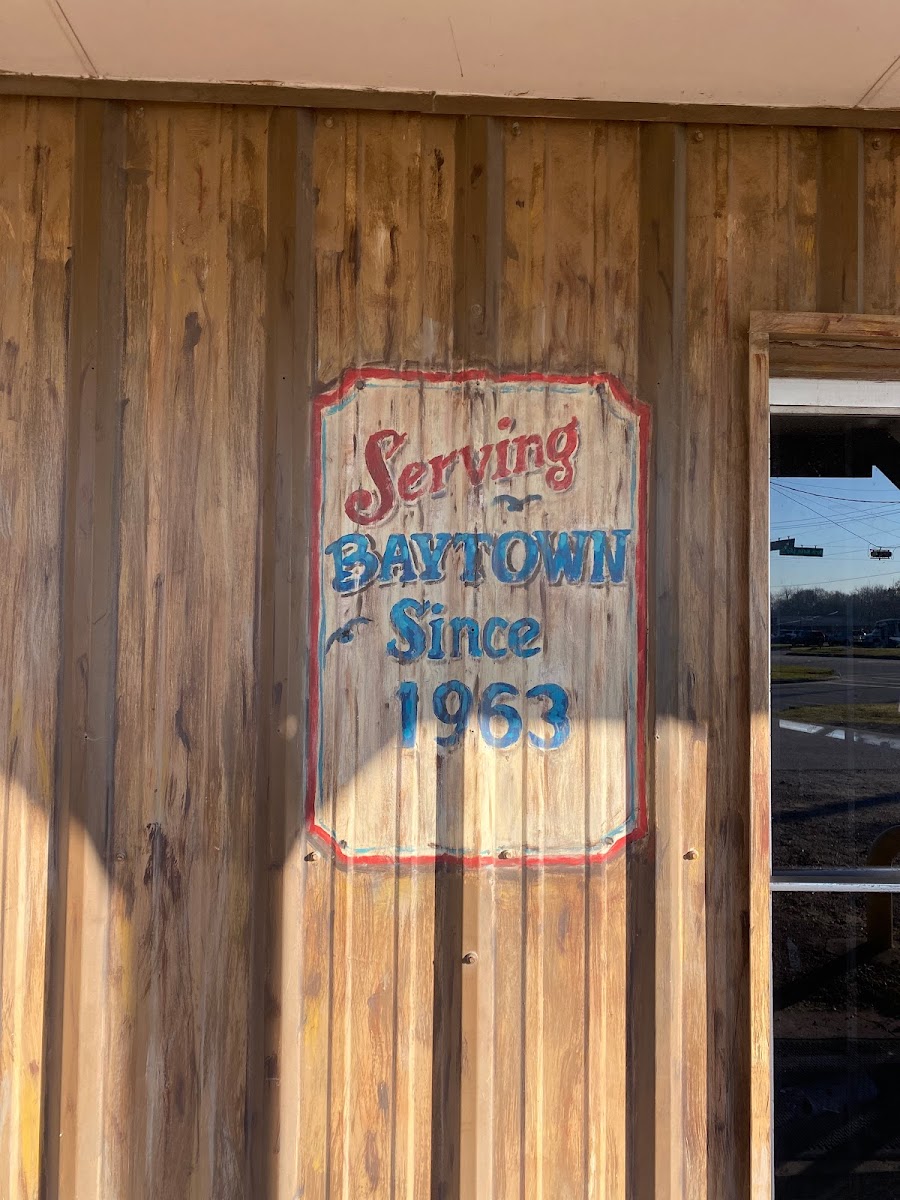 Serving
BAYTOWN
Since
1963